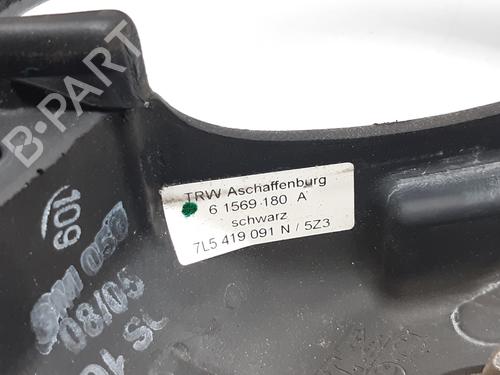 B-PART
TRW Aschaffenburg
6 1569 180 A
schwarz
7L5 419 091 N / 5Z3
109
08/05